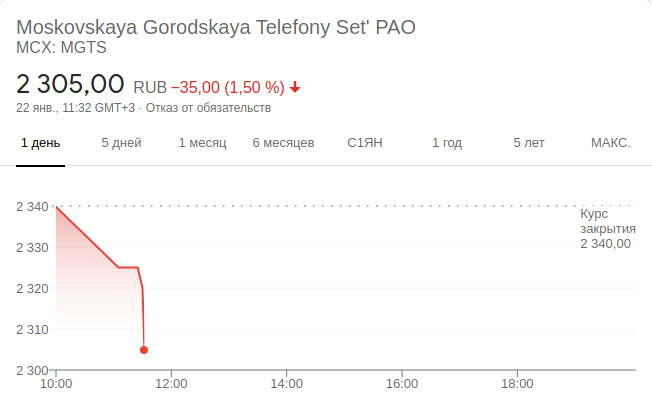 Moskovskaya Gorodskaya Telefony Set' PAO
MCX: MGTS
2 305,00 RUB −35,00 (1,50 %)
22 янв., 11:32 GMT+3 · Отказ от обязательств
1 день 5 дней 1 месяц 6 месяцев С1ЯН 1 год 5 лет МАКС.
2 340
Курс
закрытия
2 340,00
2 330
2 320
2 310
2 300
10:00 12:00 14:00 16:00 18:00